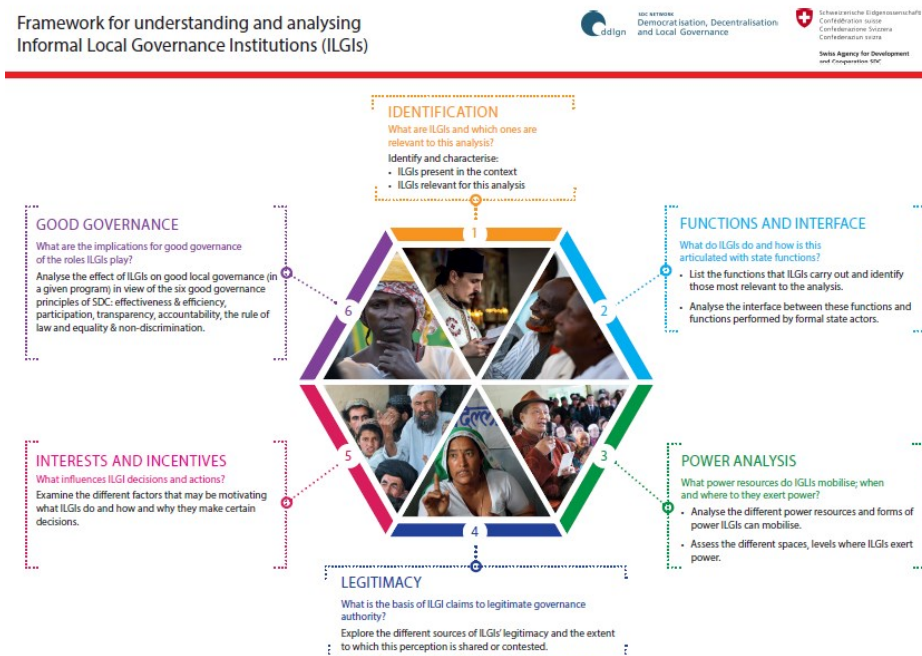 Framework for understanding and analysing
Informal Local Governance Institutions (ILGIs)
ddlgn
SDC NETWORK
Democratisation, Decentralisation
and Local Governance
Schweizerische Eidgenossenschaft
Confédération suisse
Confederazione Svizzera
Confederaziun svizra
Swiss Agency for Development
and Cooperation SDC
IDENTIFICATION
What are ILGIs and which ones are
relevant to this analysis?
Identify and characterise:
• ILGIs present in the context
• ILGIs relevant for this analysis
1
FUNCTIONS AND INTERFACE
What do ILGIs do and how is this
articulated with state functions?
• List the functions that ILGIs carry out and identify
those most relevant to the analysis.
• Analyse the interface between these functions and
functions performed by formal state actors.
2
POWER ANALYSIS
What power resources do IGLIs mobilise; when
and where to they exert power?
• Analyse the different power resources and forms of
power ILGIs can mobilise.
• Assess the different spaces, levels where ILGIs exert
power.
3
4
LEGITIMACY
What is the basis of ILGI claims to legitimate governance
authority?
Explore the different sources of ILGIs' legitimacy and the extent
to which this perception is shared or contested.
INTERESTS AND INCENTIVES
What influences ILGI decisions and actions?
Examine the different factors that may be motivating
what ILGIs do and how and why they make certain
decisions.
5
GOOD GOVERNANCE
What are the implications for good governance
of the roles ILGIs play?
Analyse the effect of ILGIs on good local governance (in
a given program) in view of the six good governance
principles of SDC: effectiveness & efficiency,
participation, transparency, accountability, the rule of
law and equality & non-discrimination.
6